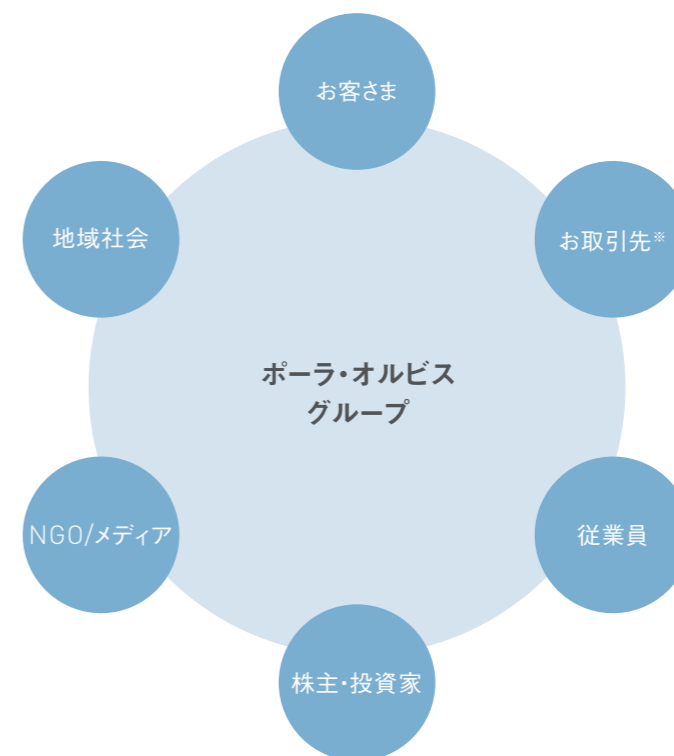 お客さま
地域社会
お取引先※
ポーラ・オルビス
グループ
NGO/メディア
従業員
株主・投資家